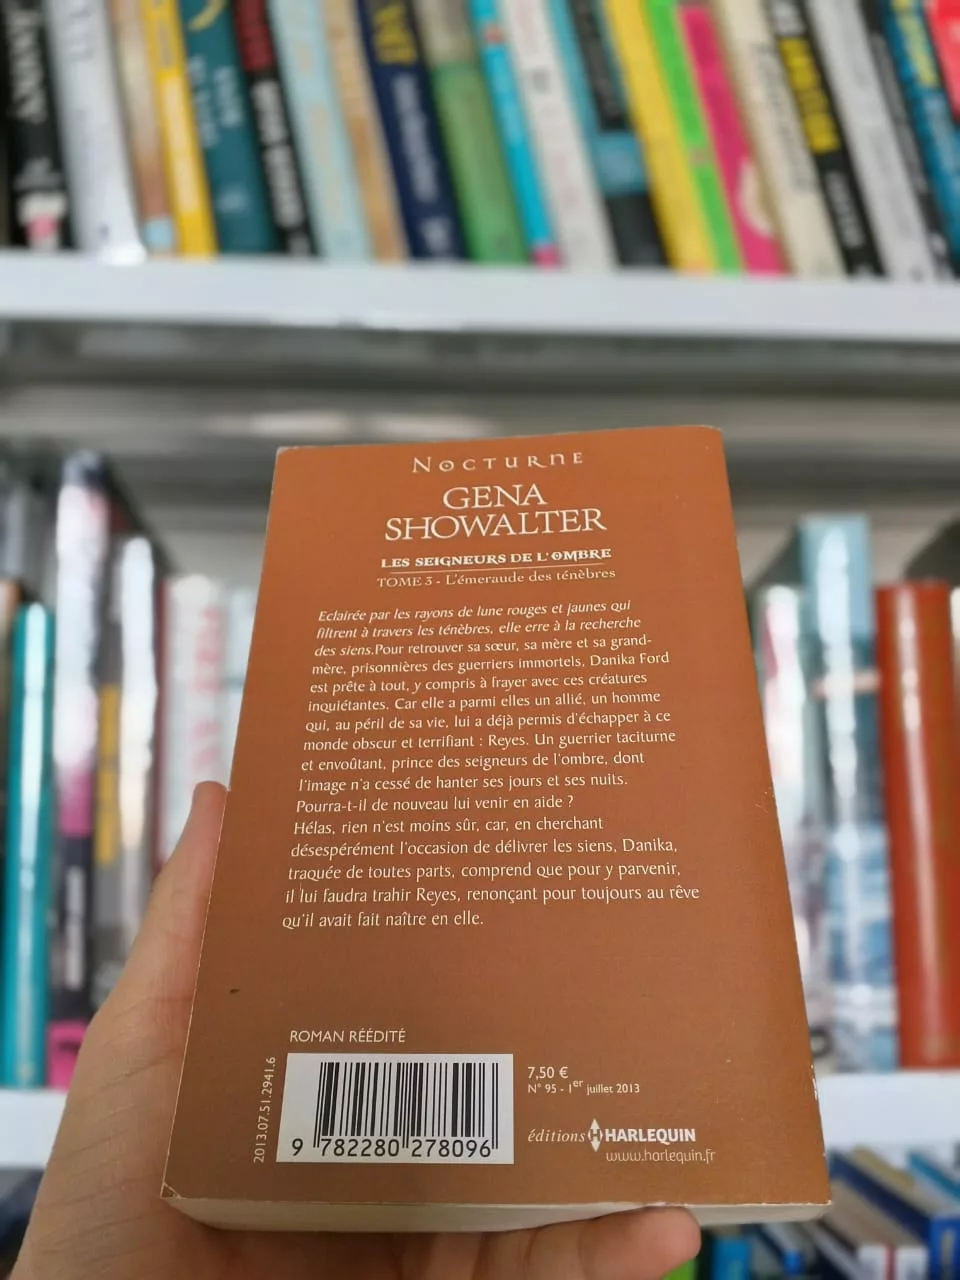 NOCTURNE
GENA
SHOWALTER
LES SEIGNEURS DE L'OMBRE
TOME 3 - L'émeraude des ténèbres
Eclairée par les rayons de lune rouges et jaunes qui
filtrent à travers les ténèbres, elle erre à la recherche
des siens.Pour retrouver sa sœur, sa mère et sa grand-
mère, prisonnières des guerriers immortels, Danika Ford
est prête à tout, y compris à frayer avec ces créatures
inquiétantes. Car elle a parmi elles un allié, un homme
qui, au péril de sa vie, lui a déjà permis d'échapper à ce
monde obscur et terrifiant : Reyes. Un guerrier taciturne
et envoûtant, prince des seigneurs de l'ombre, dont
l'image n'a cessé de hanter ses jours et ses nuits.
Pourra-t-il de nouveau lui venir en aide ?
Hélas, rien n'est moins sûr, car, en cherchant
désespérément l'occasion de délivrer les siens, Danika,
traquée de toutes parts, comprend que pour y parvenir,
il lui faudra trahir Reyes, renonçant pour toujours au rêve
qu'il avait fait naître en elle.
ROMAN RÉÉDITÉ
2013.07.51.2941.6
9 782280 278096
7,50 €
N° 95 - 1er juillet 2013
éditions HARLEQUIN
www.harlequin.fr